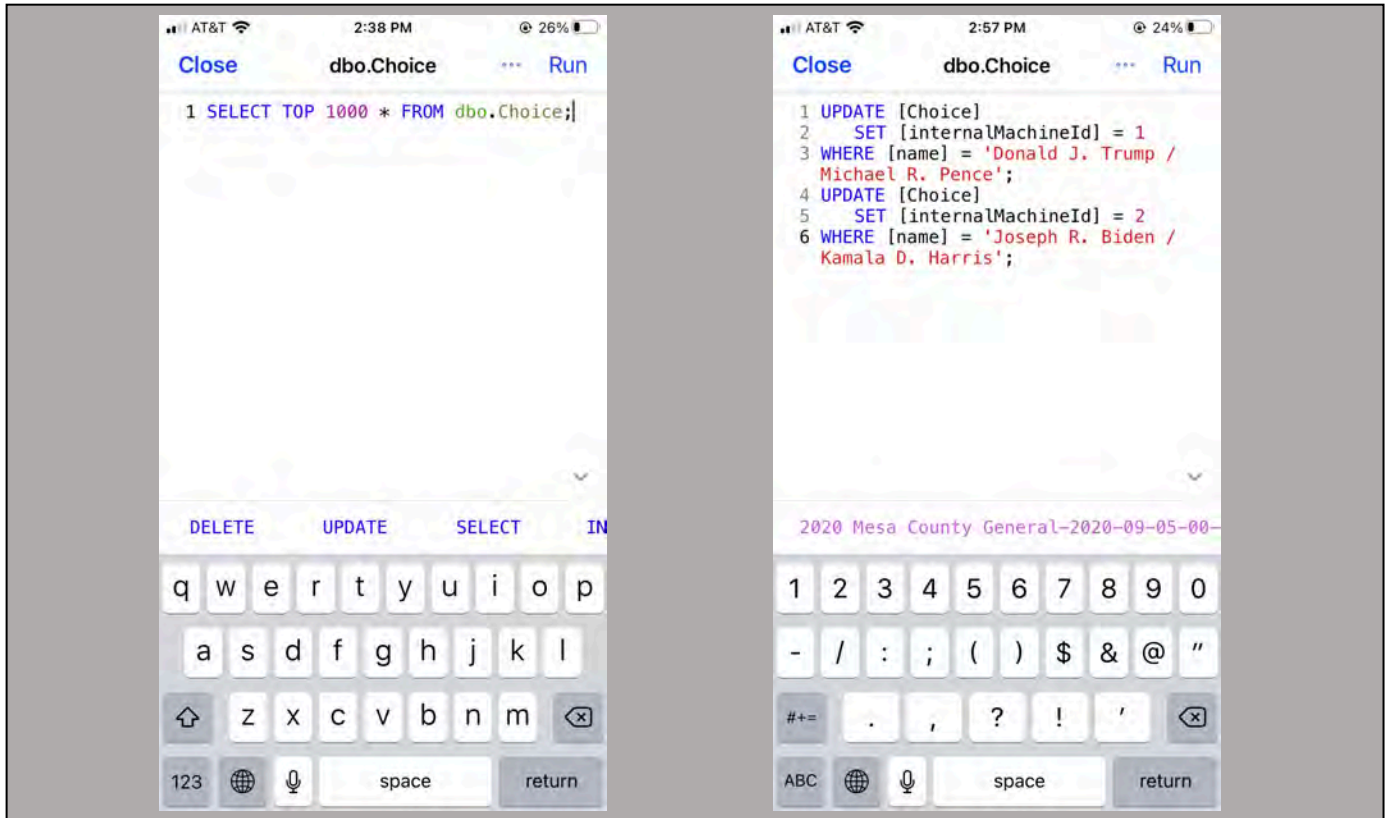 AT&T 2:38 PM 26%
Close dbo.Choice ... Run
1 SELECT TOP 1000 * FROM dbo.Choice;
DELETE UPDATE SELECT IN
q w e r t y u i o p
a s d f g h j k l
z x c v b n m
123 space return
AT&T 2:57 PM 24%
Close dbo.Choice ... Run
1 UPDATE [Choice]
2 SET [internalMachineId] = 1
3 WHERE [name] = 'Donald J. Trump /
Michael R. Pence';
4 UPDATE [Choice]
5 SET [internalMachineId] = 2
6 WHERE [name] = 'Joseph R. Biden /
Kamala D. Harris';
2020 Mesa County General-2020-09-05-00-
1 2 3 4 5 6 7 8 9 0
- / : ; ( ) $ & @ "
#+= . , ? ! '
ABC space return